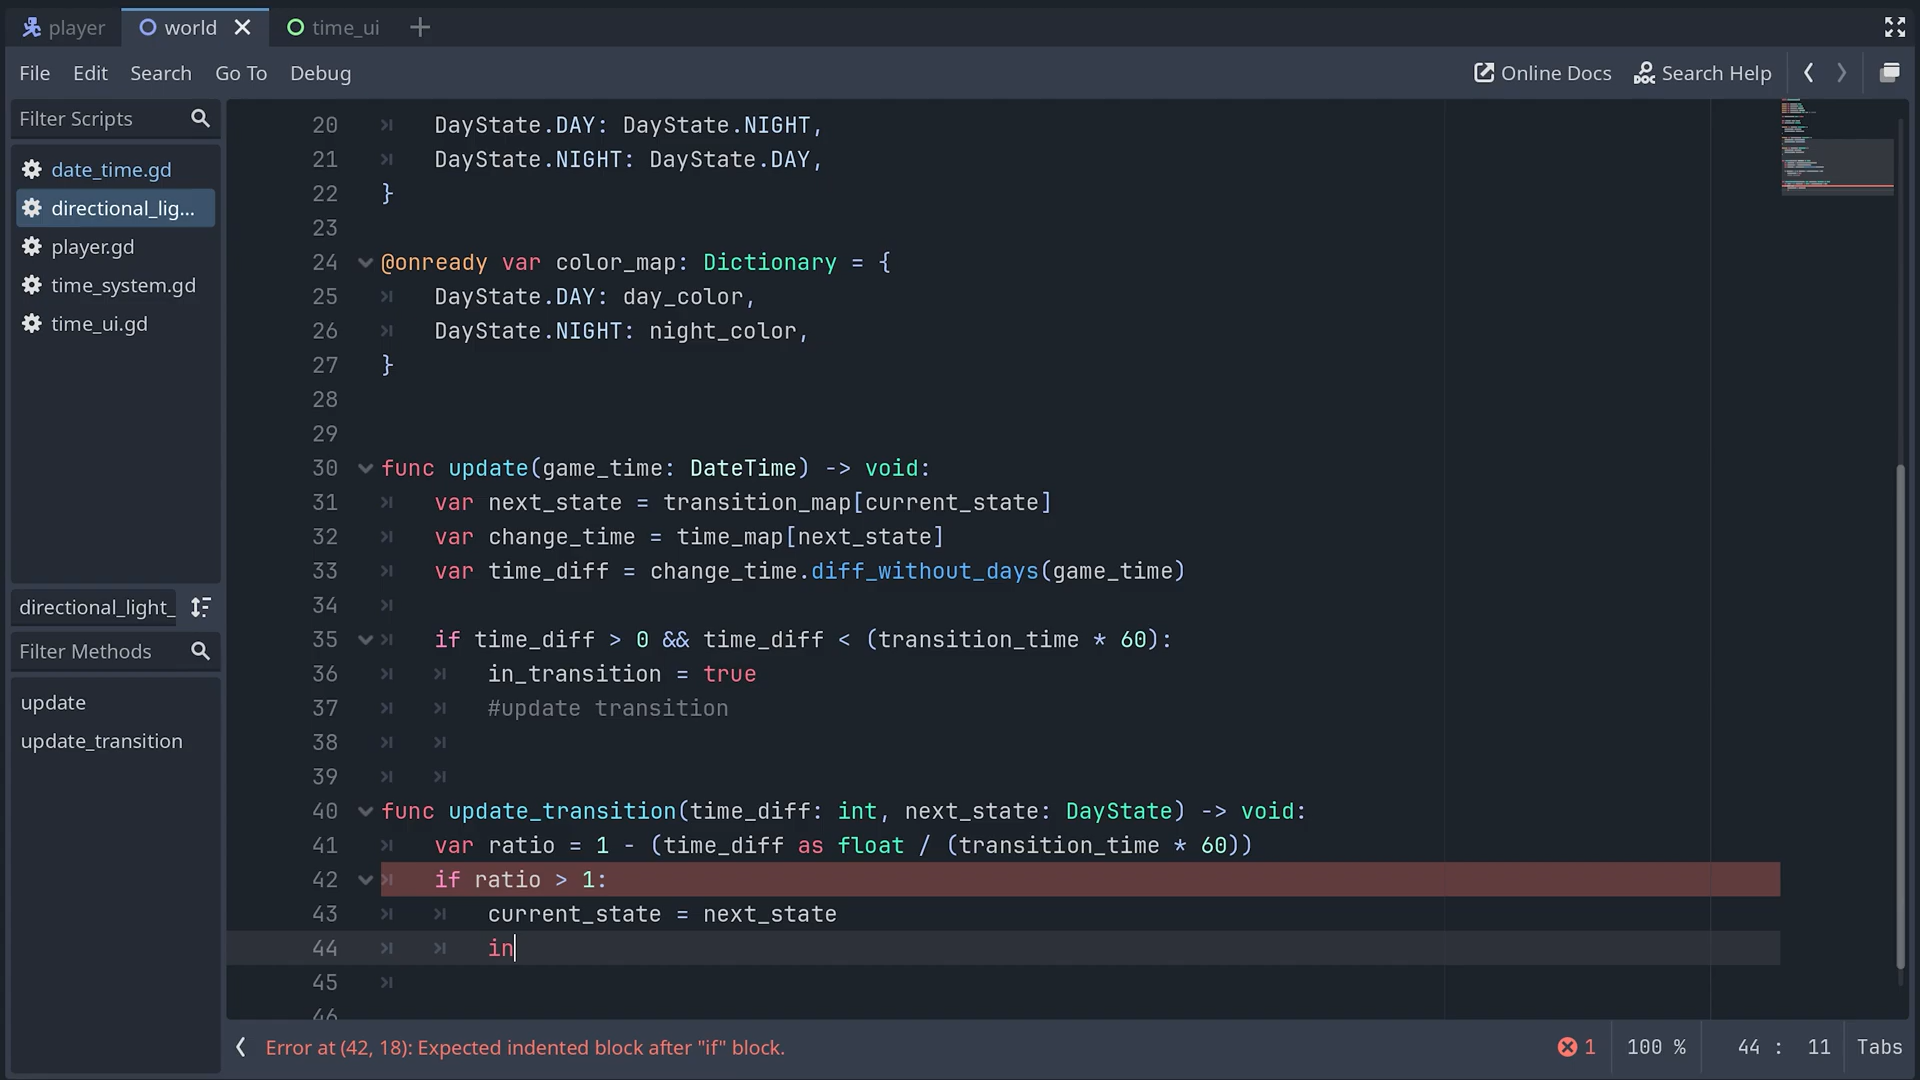 player
world
time_ui
File Edit Search Go To Debug
Online Docs
Search Help
Filter Scripts
date_time.gd
directional_lig...
player.gd
time_system.gd
time_ui.gd
directional_light_
Filter Methods
update
update_transition
20 DayState.DAY: DayState.NIGHT,
21 DayState.NIGHT: DayState.DAY,
22 }
23
24 @onready var color_map: Dictionary = {
25 DayState.DAY: day_color,
26 DayState.NIGHT: night_color,
27 }
28
29
30 func update(game_time: DateTime) -> void:
31 var next_state = transition_map[current_state]
32 var change_time = time_map[next_state]
33 var time_diff = change_time.diff_without_days(game_time)
34
35 if time_diff > 0 && time_diff < (transition_time * 60):
36 in_transition = true
37 #update transition
38
39
40 func update_transition(time_diff: int, next_state: DayState) -> void:
41 var ratio = 1 - (time_diff as float / (transition_time * 60))
42 if ratio > 1:
43 current_state = next_state
44 in
45
46
Error at (42, 18): Expected indented block after "if" block.
1
100 %
44 : 11
Tabs